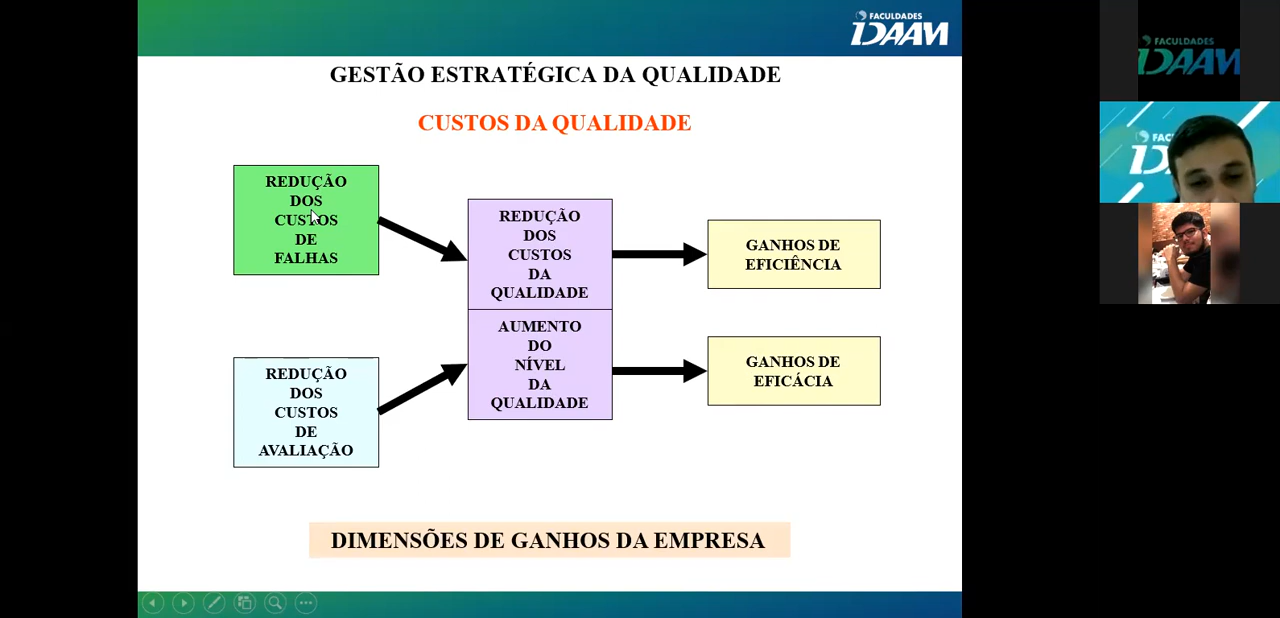 FACULDADES
IDAAM
GESTÃO ESTRATÉGICA DA QUALIDADE
CUSTOS DA QUALIDADE
REDUÇÃO
DOS
CUSTOS
DE
FALHAS
REDUÇÃO
DOS
CUSTOS
DA
QUALIDADE
GANHOS DE
EFICIÊNCIA
AUMENTO
DO
NÍVEL
DA
QUALIDADE
GANHOS DE
EFICÁCIA
REDUÇÃO
DOS
CUSTOS
DE
AVALIAÇÃO
DIMENSÕES DE GANHOS DA EMPRESA
FACULDADES
IDAAM